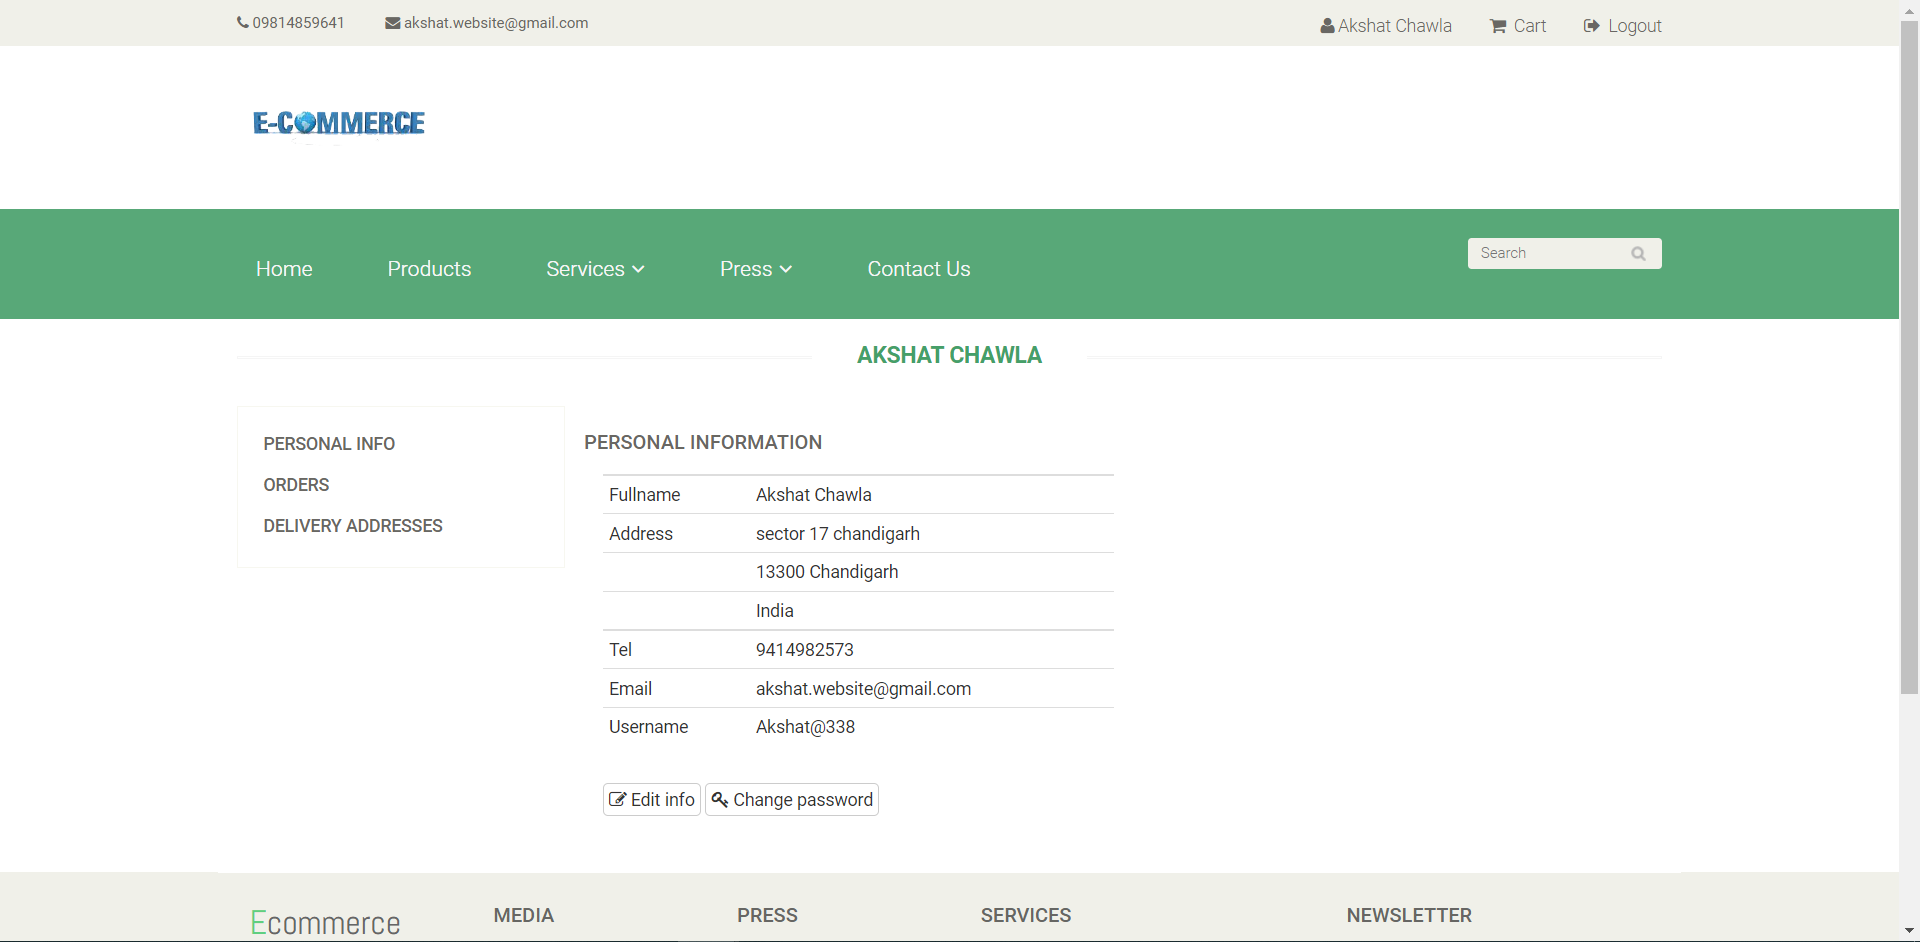 09814859641 akshat.website@gmail.com Akshat Chawla Cart Logout
E-COMMERCE
Home Products Services Press Contact Us Search
AKSHAT CHAWLA
PERSONAL INFO
ORDERS
DELIVERY ADDRESSES
PERSONAL INFORMATION
Fullname Akshat Chawla
Address sector 17 chandigarh
13300 Chandigarh
India
Tel 9414982573
Email akshat.website@gmail.com
Username Akshat@338
Edit info Change password
Ecommerce MEDIA PRESS SERVICES NEWSLETTER